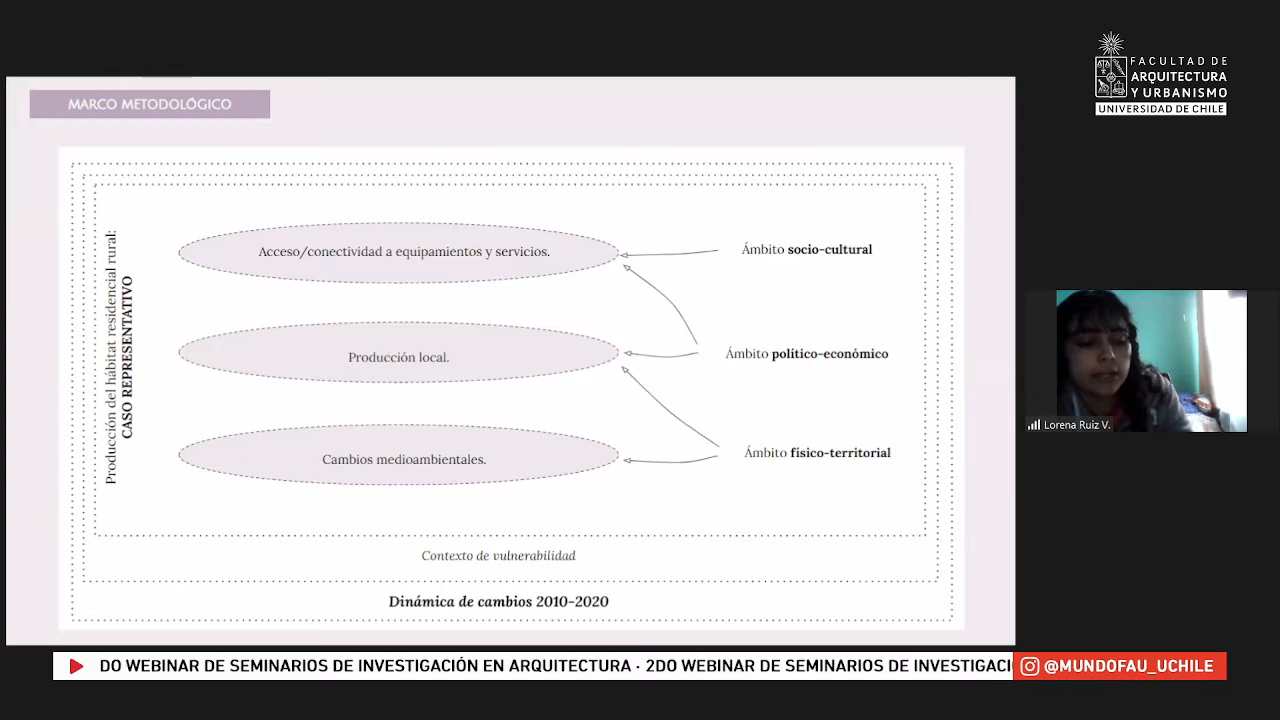 FACULTAD DE
ARQUITECTURA
Y URBANISMO
UNIVERSIDAD DE CHILE
MARCO METODOLÓGICO
Producción del hábitat residencial rural:
CASO REPRESENTATIVO
Acceso/conectividad a equipamientos y servicios.
Ámbito socio-cultural
Producción local.
Ámbito político-económico
Cambios medioambientales.
Ámbito físico-territorial
Contexto de vulnerabilidad
Dinámica de cambios 2010-2020
Lorena Ruiz V.
DO WEBINAR DE SEMINARIOS DE INVESTIGACIÓN EN ARQUITECTURA · 2DO WEBINAR DE SEMINARIOS DE INVESTIGACI
@MUNDOFAU_UCHILE